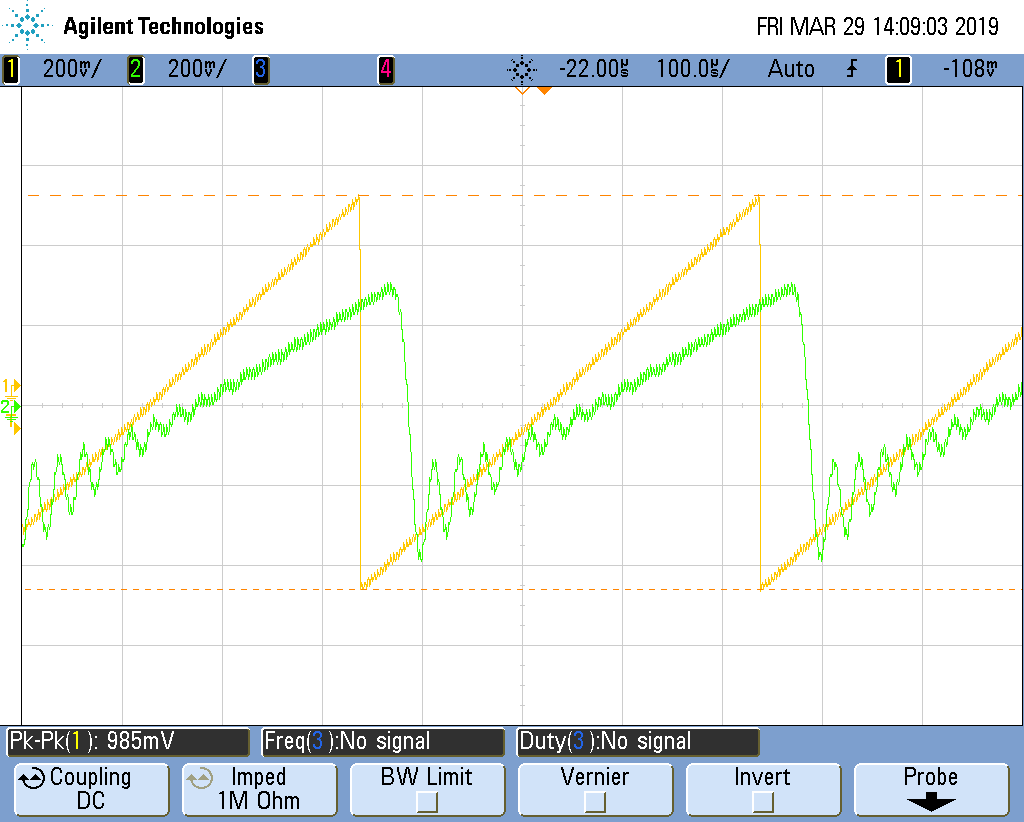 Agilent Technologies FRI MAR 29 14:09:03 2019
1 200mV/ 2 200mV/ 3 4 -22.00µs 100.0µs/ Auto 1 -108mV
1
2
T
Pk-Pk(1): 985mV Freq(3):No signal Duty(3):No signal
Coupling Imped BW Limit Vernier Invert Probe
DC 1M Ohm